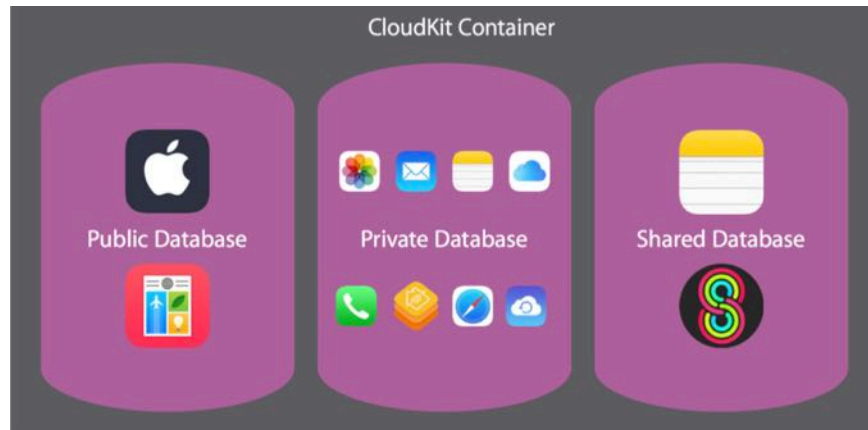 CloudKit Container
Public Database
Private Database
Shared Database